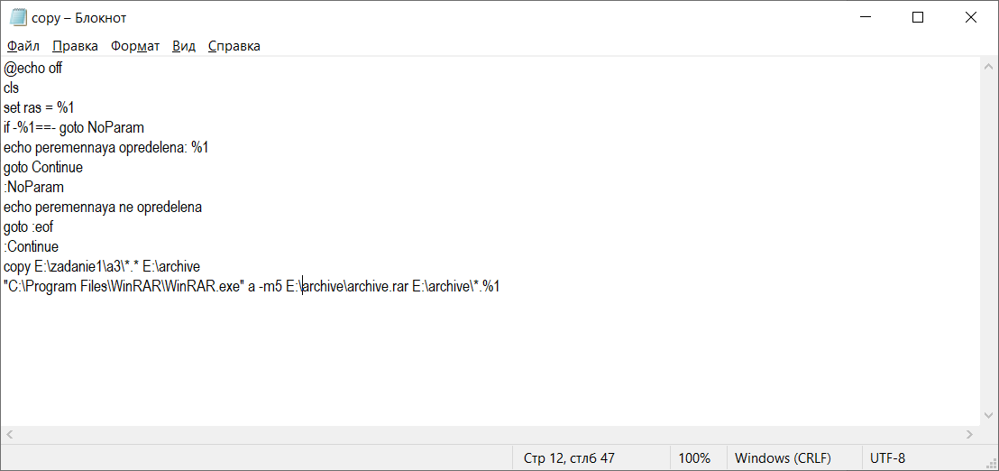 copy – Блокнот
Файл Правка Формат Вид Справка
@echo off
cls
set ras = %1
if -%1==- goto NoParam
echo peremennaya opredelena: %1
goto Continue
:NoParam
echo peremennaya ne opredelena
goto :eof
:Continue
copy E:\zadanie1\a3\*.* E:\archive
"C:\Program Files\WinRAR\WinRAR.exe" a -m5 E:\archive\archive.rar E:\archive\*.%1
Стр 12, стлб 47 100% Windows (CRLF) UTF-8